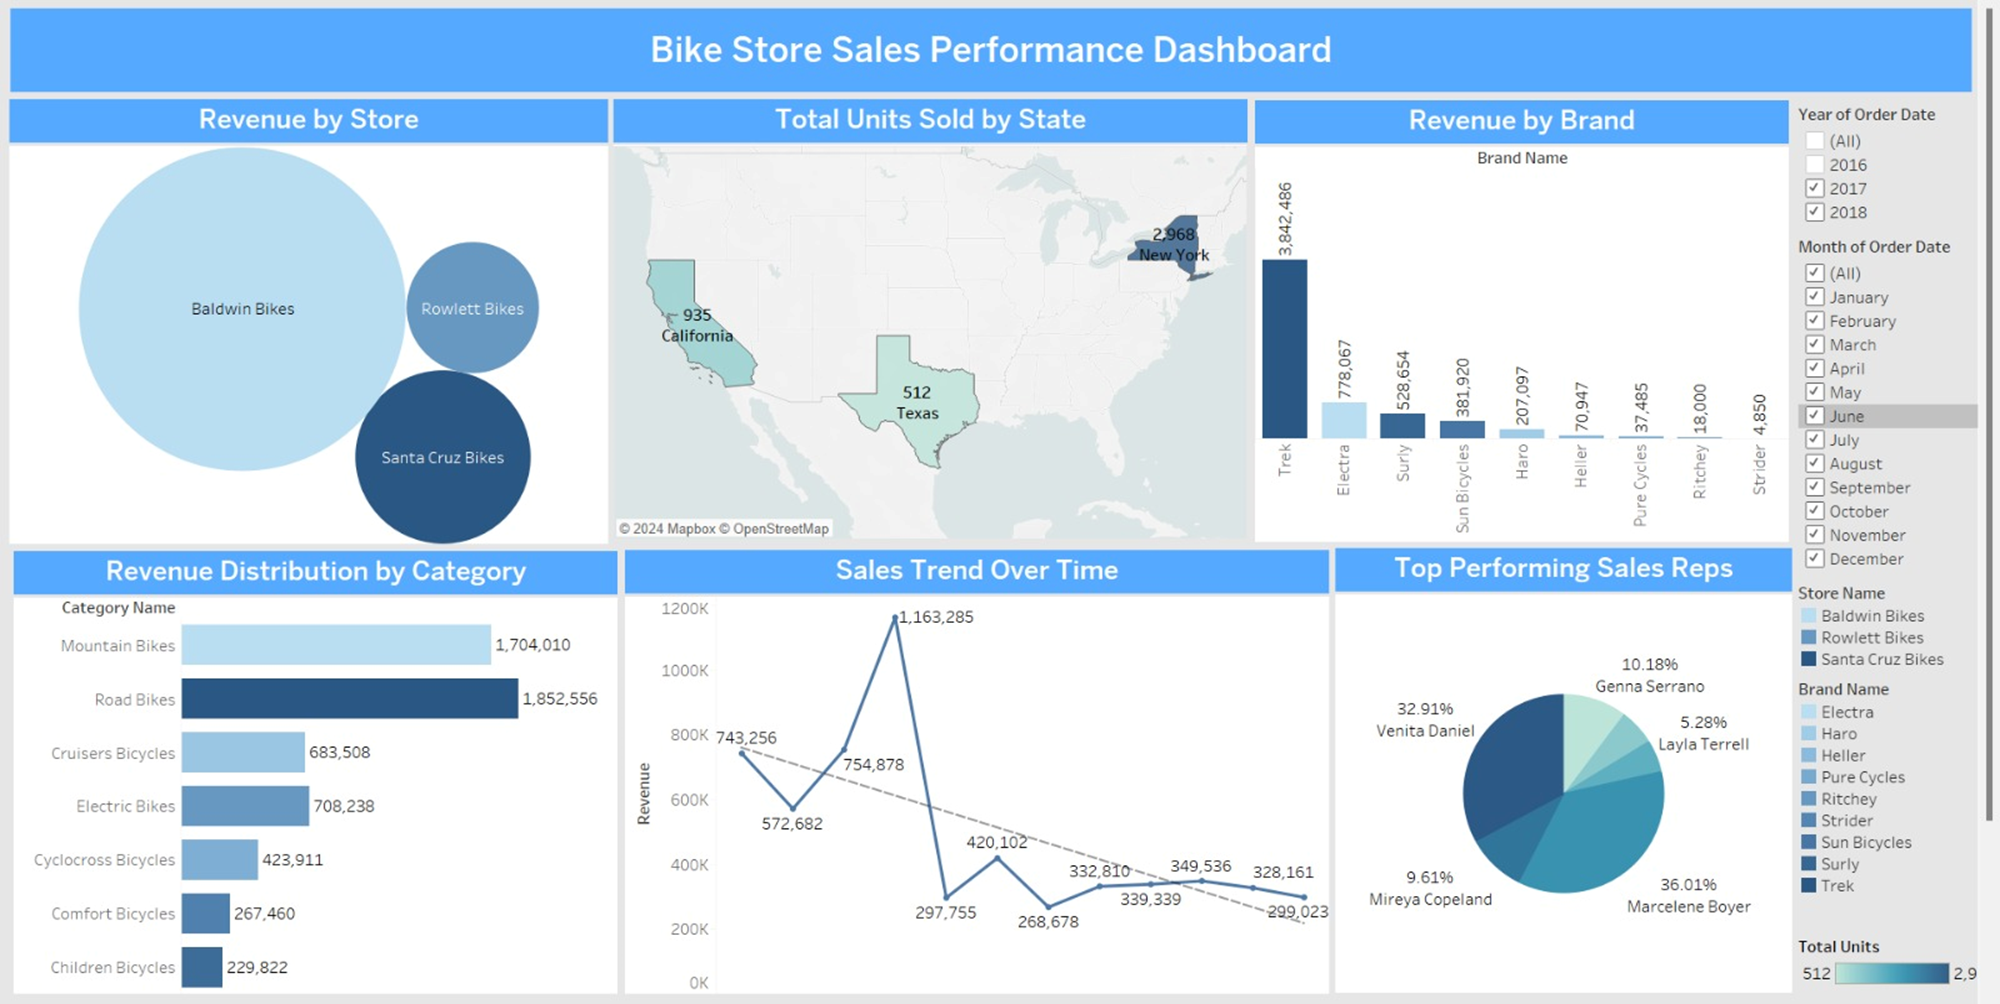 Bike Store Sales Performance Dashboard
Revenue by Store
Baldwin Bikes
Rowlett Bikes
Santa Cruz Bikes
Total Units Sold by State
2,968
New York
935
California
512
Texas
© 2024 Mapbox © OpenStreetMap
Revenue by Brand
Brand Name
3,842,486
778,067
528,654
381,920
207,097
70,947
37,485
18,000
4,850
Trek
Electra
Surly
Sun Bicycles
Haro
Heller
Pure Cycles
Ritchey
Strider
Revenue Distribution by Category
Category Name
Mountain Bikes 1,704,010
Road Bikes 1,852,556
Cruisers Bicycles 683,508
Electric Bikes 708,238
Cyclocross Bicycles 423,911
Comfort Bicycles 267,460
Children Bicycles 229,822
Sales Trend Over Time
Revenue
1200K
1000K
800K
600K
400K
200K
0K
743,256
572,682
754,878
1,163,285
297,755
420,102
268,678
332,810
339,339
349,536
328,161
299,023
Top Performing Sales Reps
10.18%
Genna Serrano
5.28%
Layla Terrell
36.01%
Marcelene Boyer
9.61%
Mireya Copeland
32.91%
Venita Daniel
Year of Order Date
(All)
2016
2017
2018
Month of Order Date
(All)
January
February
March
April
May
June
July
August
September
October
November
December
Store Name
Baldwin Bikes
Rowlett Bikes
Santa Cruz Bikes
Brand Name
Electra
Haro
Heller
Pure Cycles
Ritchey
Strider
Sun Bicycles
Surly
Trek
Total Units
512 2,9